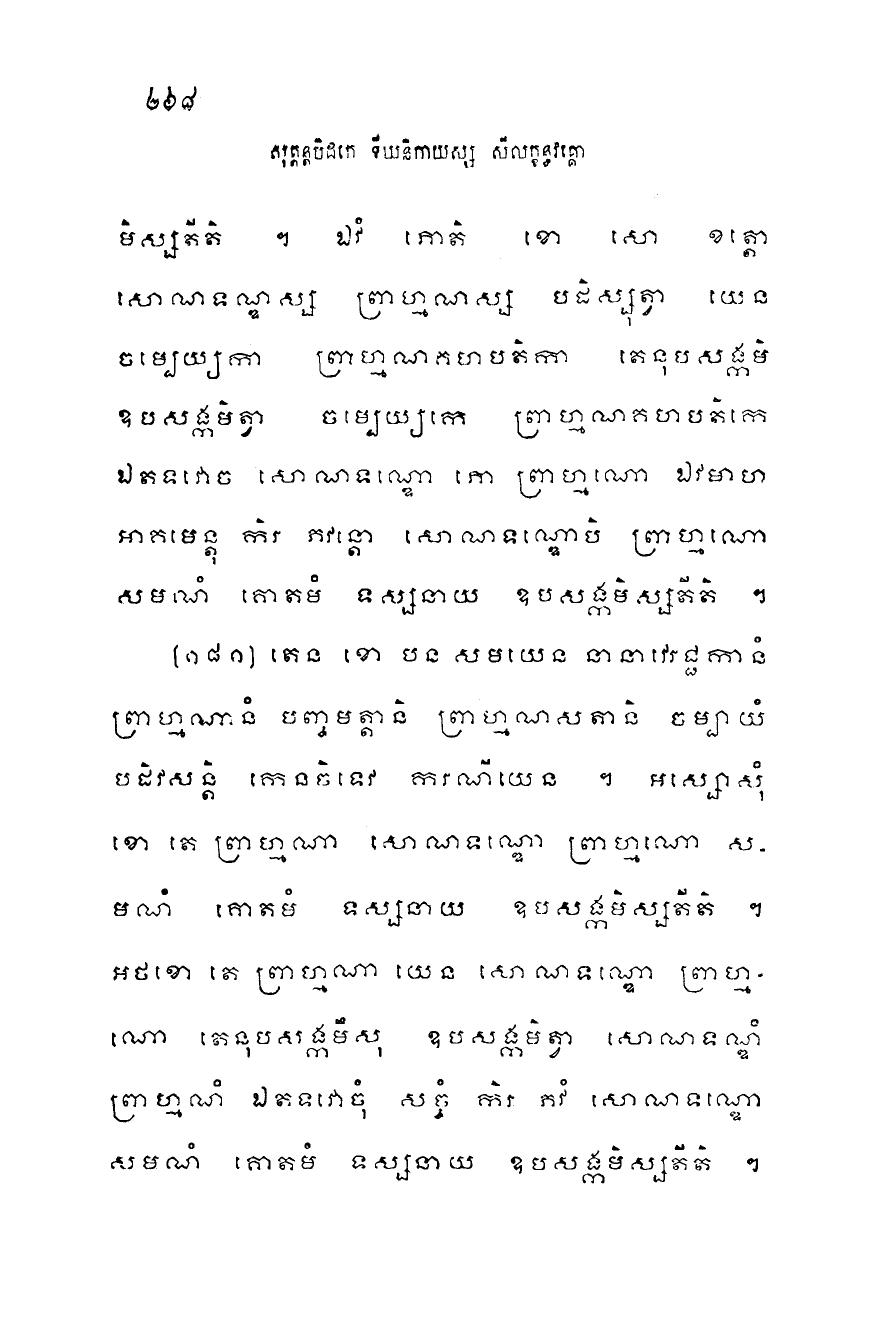 ២៦៨
សុត្តន្តបិដកេ ទីឃនិកាយស្ស សីលក្ខន្ធវគ្គោ
មិស្សតីតិ ។ ឯវំ ភោតិ ខោ សោ ខត្តោ
សោណទណ្ឌស្ស ព្រាហ្មណស្ស បដិស្សុត្វា យេន
ចម្បេយ្យកា ព្រាហ្មណគហបតិកា តេនុបសង្កមិ
ឧបសង្កមិត្វា ចម្បេយ្យកេ ព្រាហ្មណគហបតិកេ
ឯតទវោច សោណទណ្ឌោ ភោ ព្រាហ្មណោ ឯវមាហ
អាគមេន្តុ កិរ ភវន្តោ សោណទណ្ឌោបិ ព្រាហ្មណោ
សមណំ គោតមំ ទស្សនាយ ឧបសង្កមិស្សតីតិ ។
[១៨១] តេន ខោ បន សមយេន នានាវេរជ្ជកានំ
ព្រាហ្មណានំ បញ្ចមត្តានិ ព្រាហ្មណសតានិ ចម្បាយំ
បដិវសន្តិ កេនចិទេវ ករណីយេន ។ អស្សោសុំ
ខោ តេ ព្រាហ្មណា សោណទណ្ឌោ ព្រាហ្មណោ ស-
មណំ គោតមំ ទស្សនាយ ឧបសង្កមិស្សតីតិ ។
អថខោ តេ ព្រាហ្មណា យេន សោណទណ្ឌោ ព្រាហ្ម-
ណោ តេនុបសង្កមឹសុ ឧបសង្កមិត្វា សោណទណ្ឌំ
ព្រាហ្មណំ ឯតទវោចុំ សច្ចំ កិរ ភវំ សោណទណ្ឌោ
សមណំ គោតមំ ទស្សនាយ ឧបសង្កមិស្សតីតិ ។